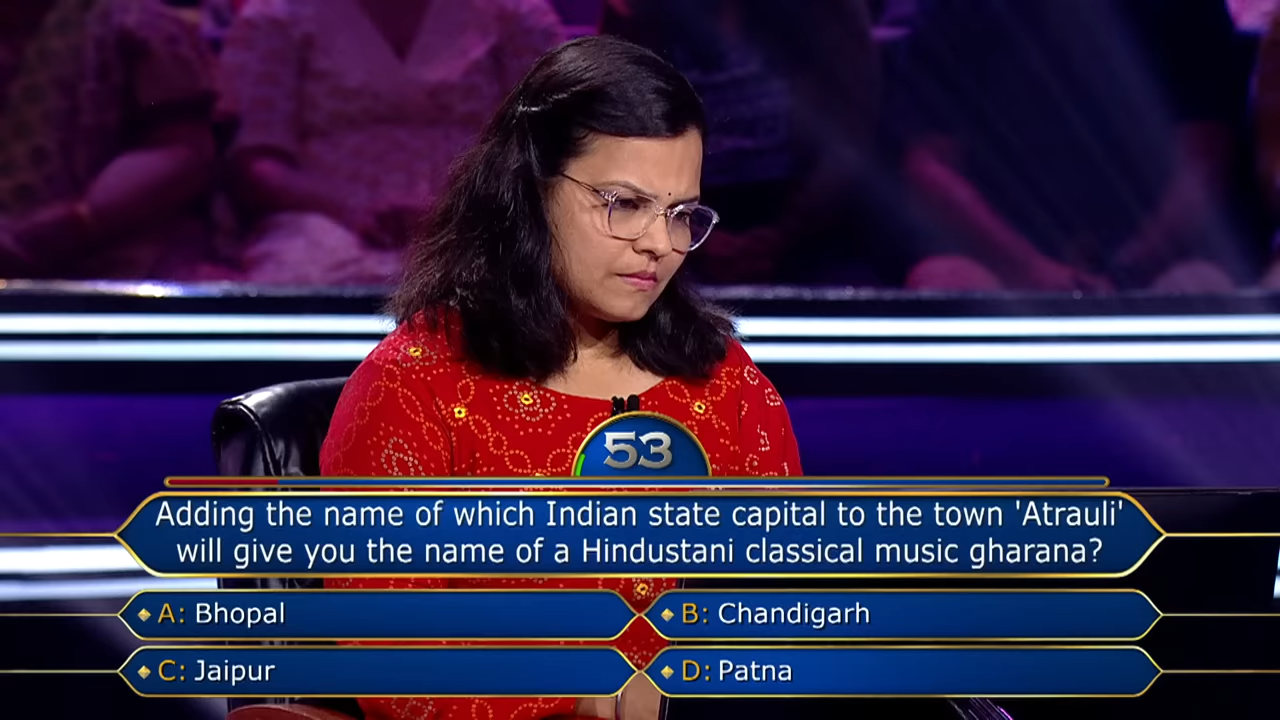 53
Adding the name of which Indian state capital to the town 'Atrauli'
will give you the name of a Hindustani classical music gharana?
A: Bhopal
B: Chandigarh
C: Jaipur
D: Patna